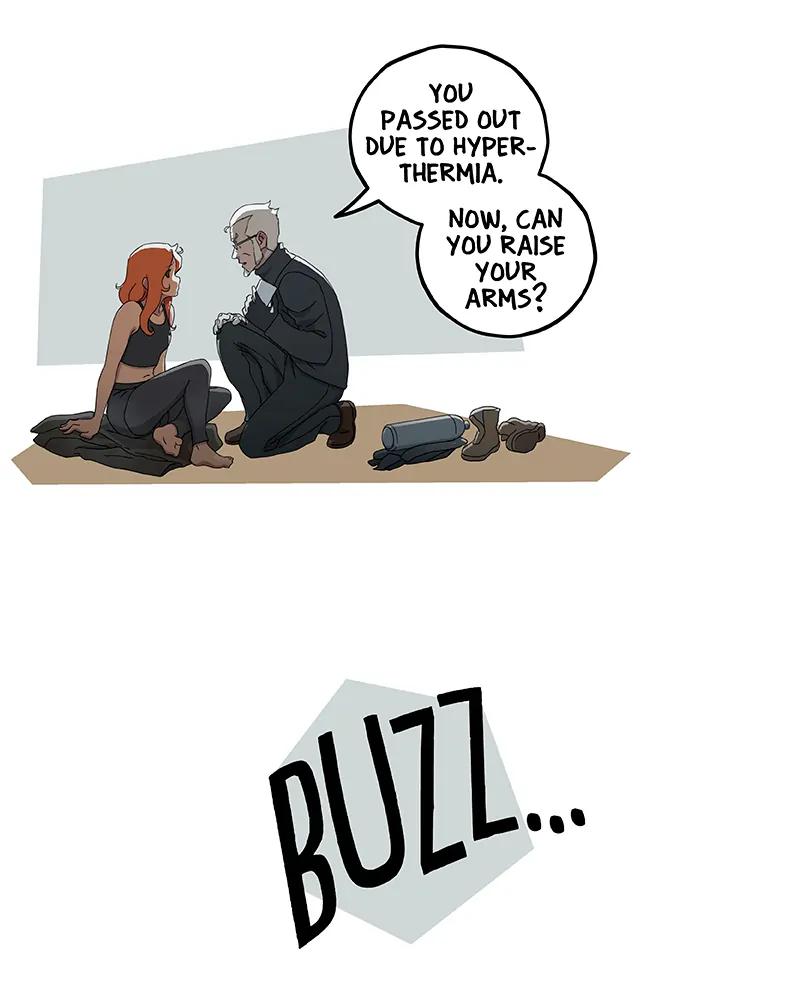 YOU
PASSED OUT
DUE TO HYPER-
THERMIA.
NOW, CAN
YOU RAISE
YOUR
ARMS?
BUZZ...